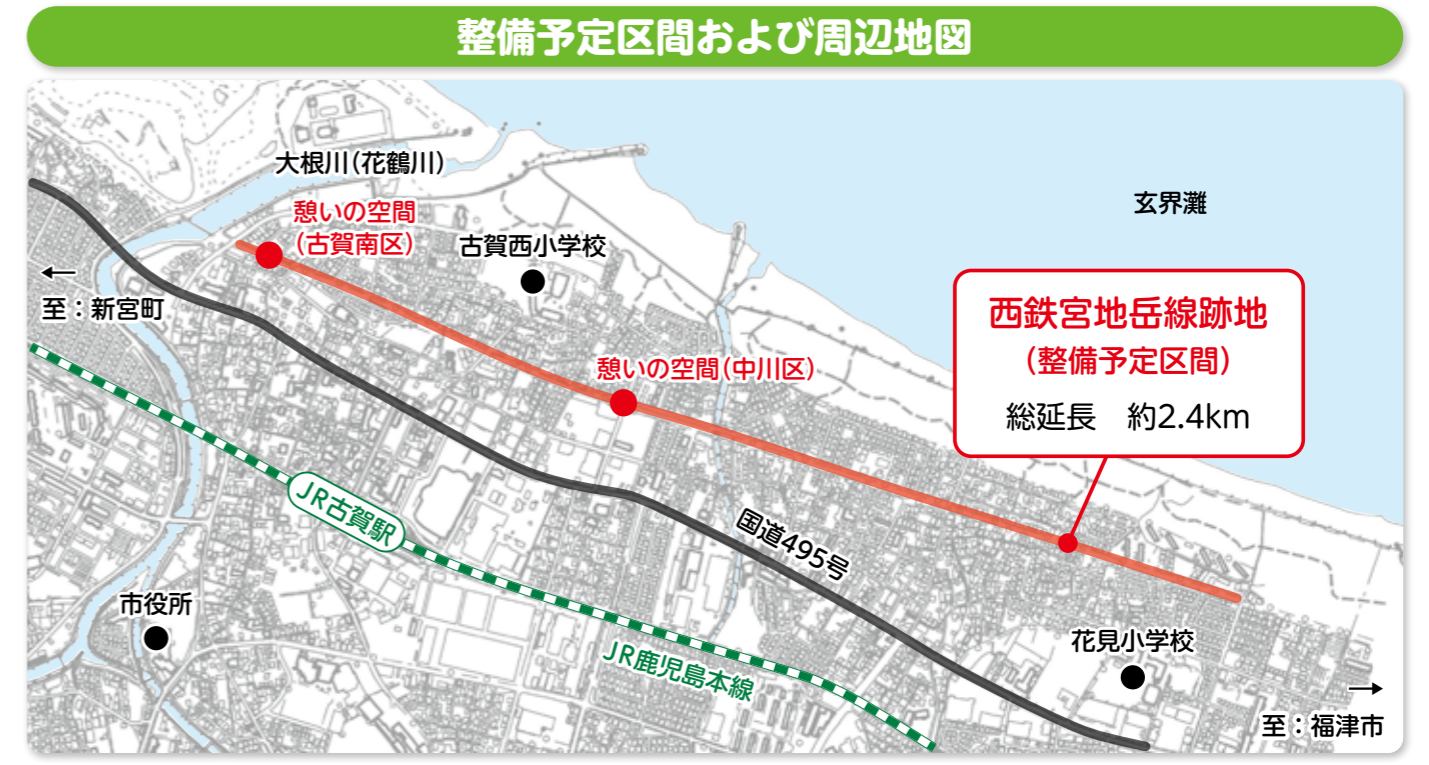 整備予定区間および周辺地図
大根川(花鶴川)
憩いの空間
(古賀南区)
古賀西小学校
玄界灘
←
至：新宮町
西鉄宮地岳線跡地
(整備予定区間)
総延長　約2.4km
憩いの空間(中川区)
JR古賀駅
国道495号
市役所
JR鹿児島本線
花見小学校
→
至：福津市